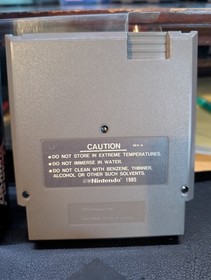 CAUTION REV-A
●DO NOT STORE IN EXTREME TEMPERATURES.
●DO NOT IMMERSE IN WATER.
●DO NOT CLEAN WITH BENZENE, THINNER,
ALCOHOL OR OTHER SUCH SOLVENTS.
©®Nintendo 1985